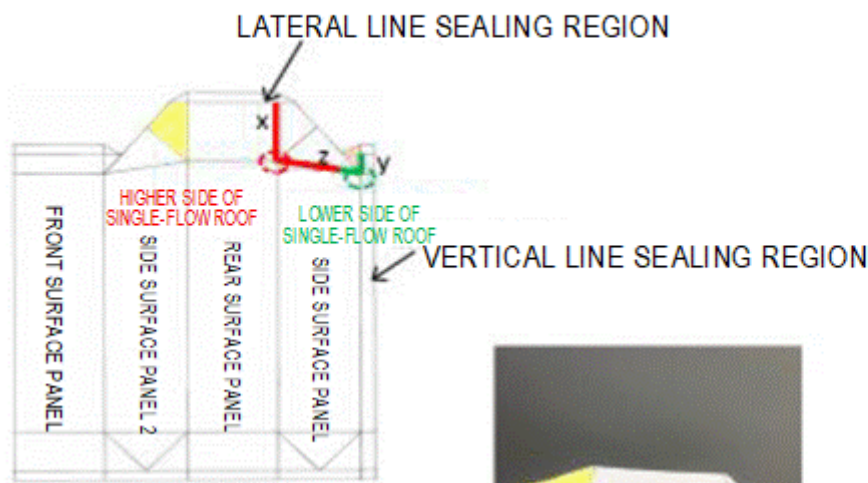 LATERAL LINE SEALING REGION
x
z
y
HIGHER SIDE OF
SINGLE-FLOW ROOF
LOWER SIDE OF
SINGLE-FLOW ROOF
VERTICAL LINE SEALING REGION
FRONT SURFACE PANEL
SIDE SURFACE PANEL 2
REAR SURFACE PANEL
SIDE SURFACE PANEL